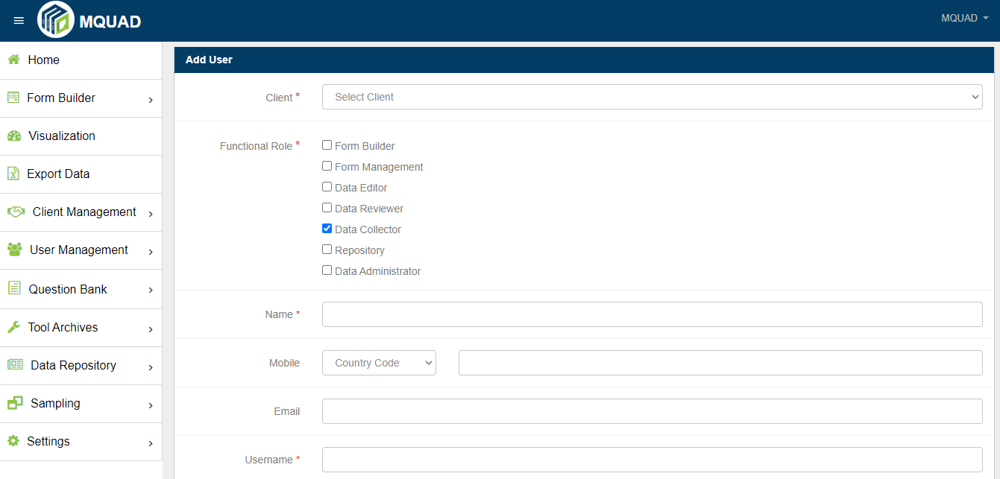 MQUAD
MQUAD
Home
Form Builder
Visualization
Export Data
Client Management
User Management
Question Bank
Tool Archives
Data Repository
Sampling
Settings
Add User
Client *
Select Client
Functional Role *
Form Builder
Form Management
Data Editor
Data Reviewer
Data Collector
Repository
Data Administrator
Name *
Mobile
Country Code
Email
Username *